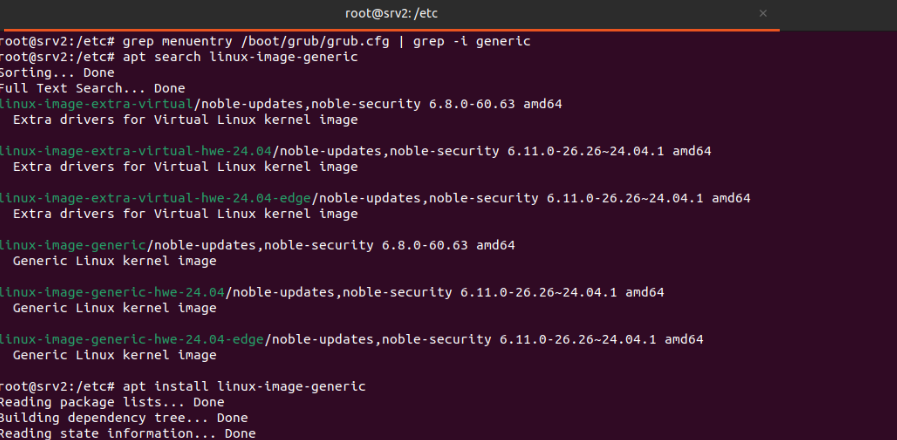 root@srv2: /etc
×
root@srv2:/etc# grep menuentry /boot/grub/grub.cfg | grep -i generic
root@srv2:/etc# apt search linux-image-generic
Sorting... Done
Full Text Search... Done
linux-image-extra-virtual/noble-updates,noble-security 6.8.0-60.63 amd64
  Extra drivers for Virtual Linux kernel image

linux-image-extra-virtual-hwe-24.04/noble-updates,noble-security 6.11.0-26.26~24.04.1 amd64
  Extra drivers for Virtual Linux kernel image

linux-image-extra-virtual-hwe-24.04-edge/noble-updates,noble-security 6.11.0-26.26~24.04.1 amd64
  Extra drivers for Virtual Linux kernel image

linux-image-generic/noble-updates,noble-security 6.8.0-60.63 amd64
  Generic Linux kernel image

linux-image-generic-hwe-24.04/noble-updates,noble-security 6.11.0-26.26~24.04.1 amd64
  Generic Linux kernel image

linux-image-generic-hwe-24.04-edge/noble-updates,noble-security 6.11.0-26.26~24.04.1 amd64
  Generic Linux kernel image

root@srv2:/etc# apt install linux-image-generic
Reading package lists... Done
Building dependency tree... Done
Reading state information... Done